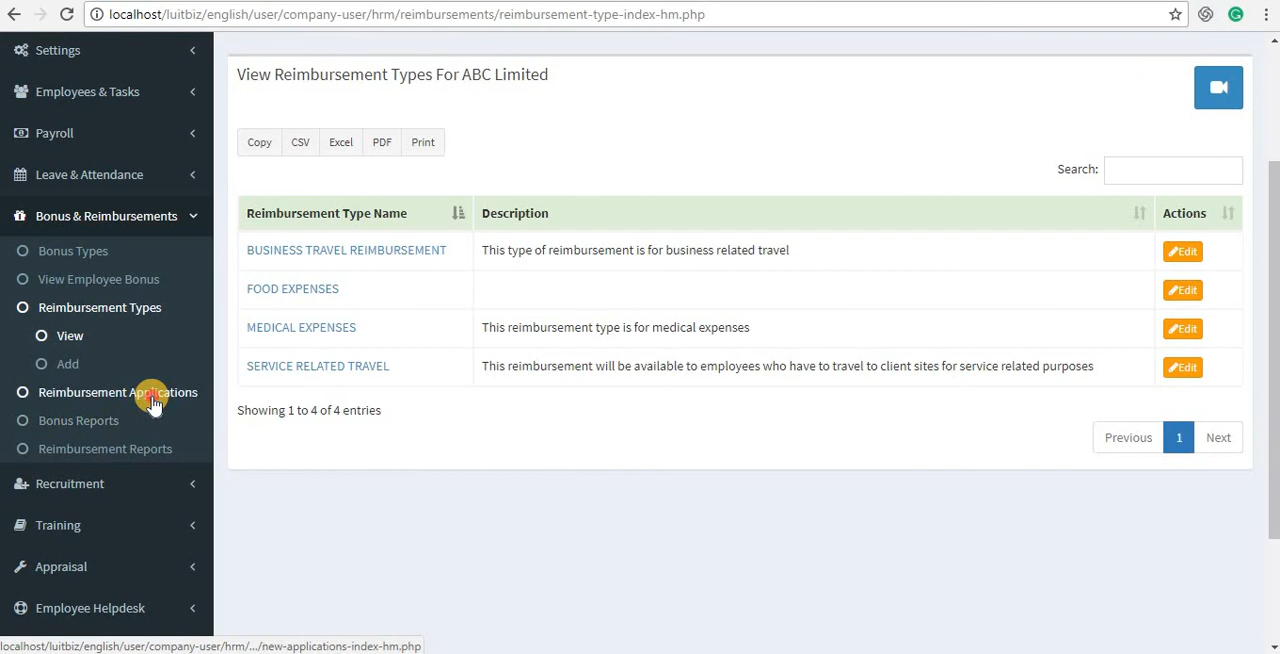 localhost/luitbiz/english/user/company-user/hrm/reimbursements/reimbursement-type-index-hm.php
Settings
Employees & Tasks
Payroll
Leave & Attendance
Bonus & Reimbursements
Bonus Types
View Employee Bonus
Reimbursement Types
View
Add
Reimbursement Applications
Bonus Reports
Reimbursement Reports
Recruitment
Training
Appraisal
Employee Helpdesk
View Reimbursement Types For ABC Limited
Copy CSV Excel PDF Print
Search:
Reimbursement Type Name Description Actions
BUSINESS TRAVEL REIMBURSEMENT This type of reimbursement is for business related travel Edit
FOOD EXPENSES Edit
MEDICAL EXPENSES This reimbursement type is for medical expenses Edit
SERVICE RELATED TRAVEL This reimbursement will be available to employees who have to travel to client sites for service related purposes Edit
Showing 1 to 4 of 4 entries
Previous 1 Next
localhost/luitbiz/english/user/company-user/hrm/.../new-applications-index-hm.php